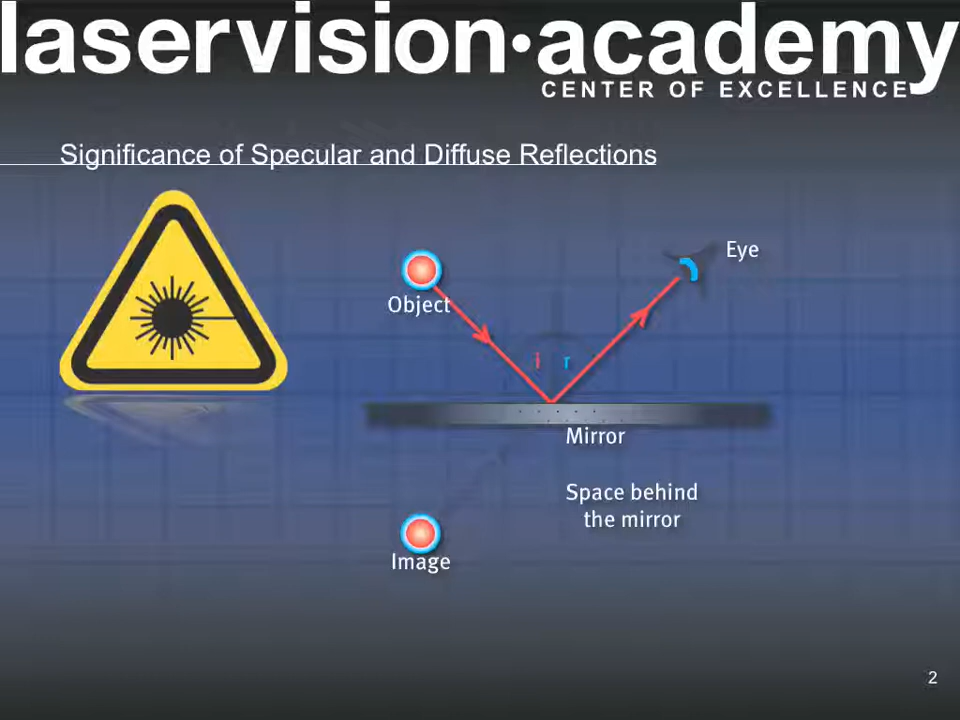 laservision·academy
CENTER OF EXCELLENCE
Significance of Specular and Diffuse Reflections
Eye
Object
i r
Mirror
Space behind
the mirror
Image
2